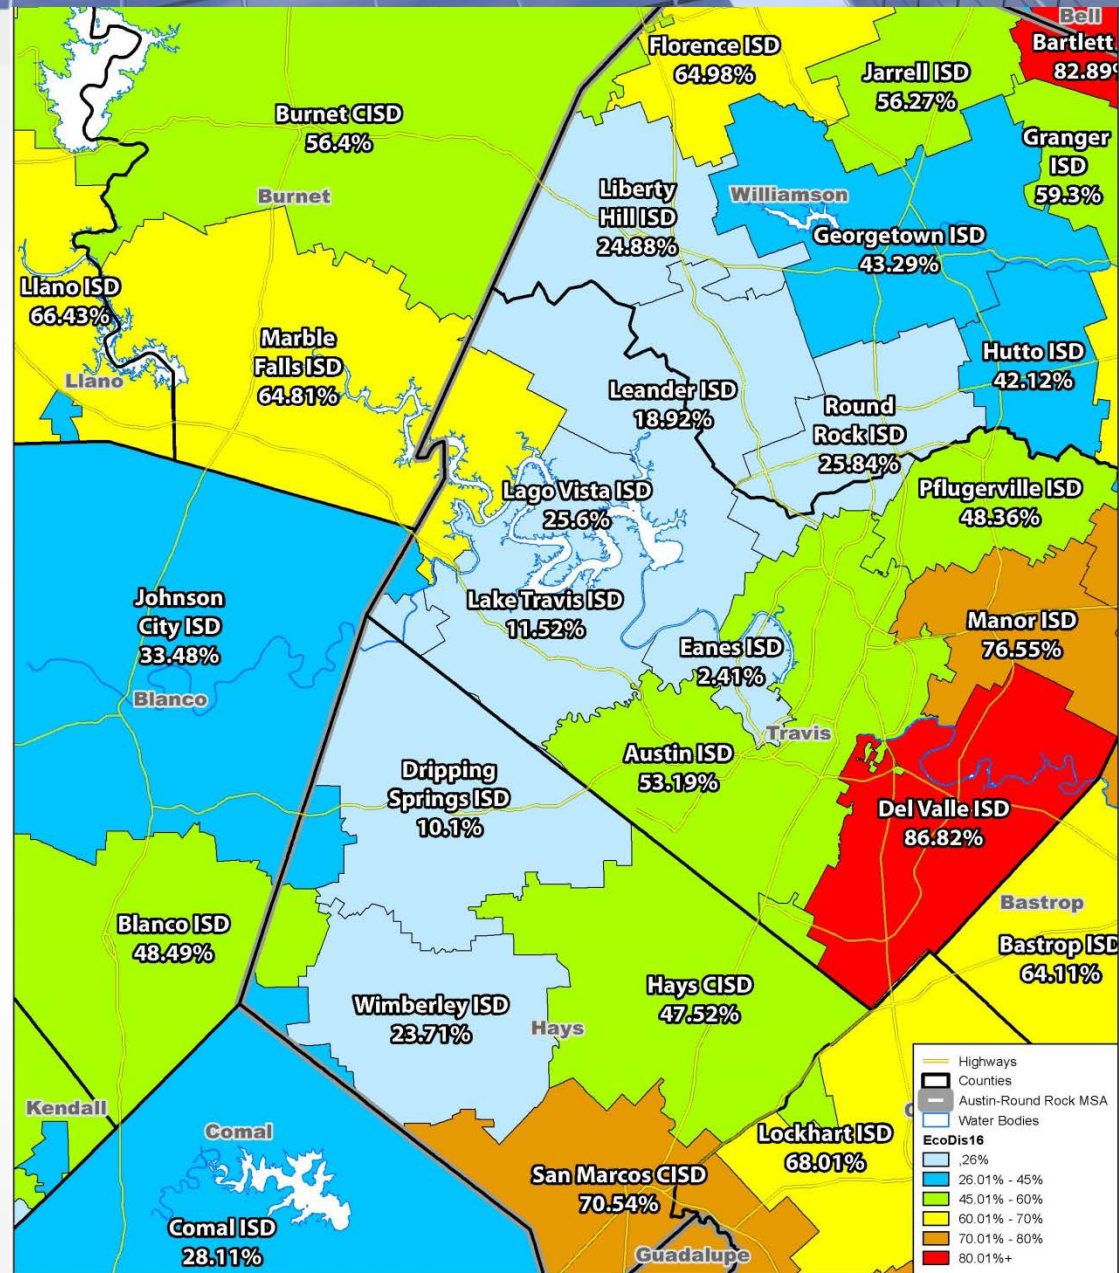 Bell
Florence ISD
64.98%
Bartlett
82.89
Jarrell ISD
56.27%
Burnet CISD
56.4%
Granger
ISD
59.3%
Burnet
Liberty
Hill ISD
24.88%
Williamson
Georgetown ISD
43.29%
Llano ISD
66.43%
Marble
Falls ISD
64.81%
Llano
Hutto ISD
42.12%
Leander ISD
18.92%
Round
Rock ISD
25.84%
Lago Vista ISD
25.6%
Pflugerville ISD
48.36%
Johnson
City ISD
33.48%
Lake Travis ISD
11.52%
Manor ISD
76.55%
Eanes ISD
2.41%
Blanco
Travis
Austin ISD
53.19%
Dripping
Springs ISD
10.1%
Del Valle ISD
86.82%
Blanco ISD
48.49%
Bastrop
Bastrop ISD
64.11%
Wimberley ISD
23.71%
Hays CISD
47.52%
Hays
Kendall
Comal
Lockhart ISD
68.01%
San Marcos CISD
70.54%
Comal ISD
28.11%
Guadalupe
Highways
Counties
Austin-Round Rock MSA
Water Bodies
EcoDis16
,26%
26.01% - 45%
45.01% - 60%
60.01% - 70%
70.01% - 80%
80.01%+